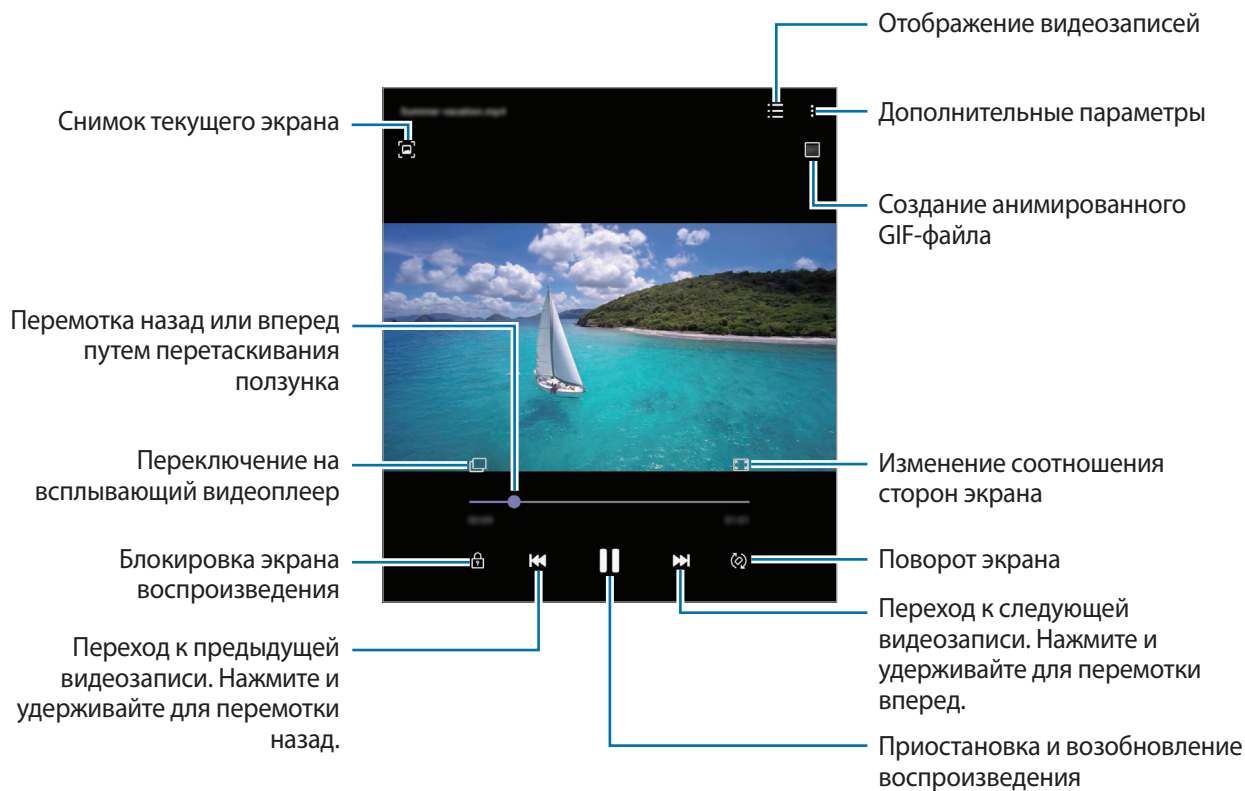 Отображение видеозаписей
Дополнительные параметры
Снимок текущего экрана
Создание анимированного
GIF-файла
Перемотка назад или вперед
путем перетаскивания
ползунка
Переключение на
всплывающий видеоплеер
Изменение соотношения
сторон экрана
Блокировка экрана
воспроизведения
Поворот экрана
Переход к предыдущей
видеозаписи. Нажмите и
удерживайте для перемотки
назад.
Переход к следующей
видеозаписи. Нажмите и
удерживайте для перемотки
вперед.
Приостановка и возобновление
воспроизведения